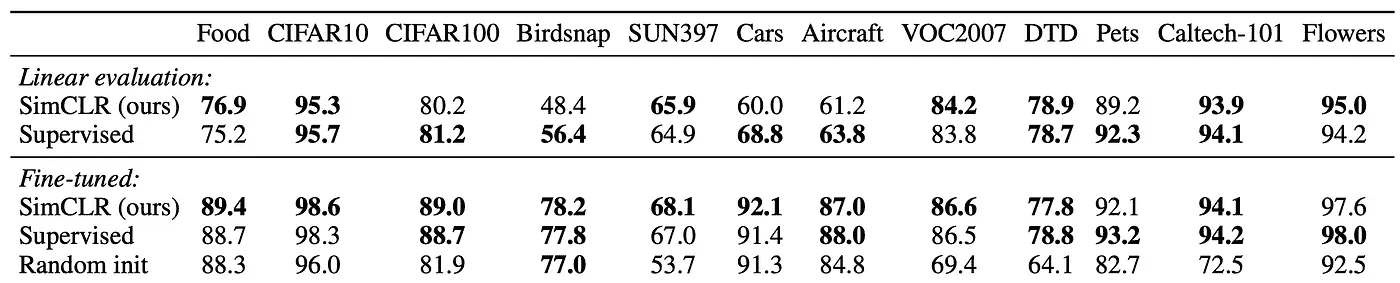 Food CIFAR10 CIFAR100 Birdsnap SUN397 Cars Aircraft VOC2007 DTD Pets Caltech-101 Flowers
Linear evaluation:
SimCLR (ours) 76.9 95.3 80.2 48.4 65.9 60.0 61.2 84.2 78.9 89.2 93.9 95.0
Supervised 75.2 95.7 81.2 56.4 64.9 68.8 63.8 83.8 78.7 92.3 94.1 94.2
Fine-tuned:
SimCLR (ours) 89.4 98.6 89.0 78.2 68.1 92.1 87.0 86.6 77.8 92.1 94.1 97.6
Supervised 88.7 98.3 88.7 77.8 67.0 91.4 88.0 86.5 78.8 93.2 94.2 98.0
Random init 88.3 96.0 81.9 77.0 53.7 91.3 84.8 69.4 64.1 82.7 72.5 92.5